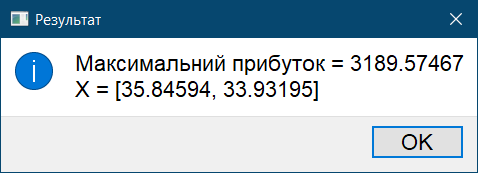 Результат
Максимальний прибуток = 3189.57467
X = [35.84594, 33.93195]
OK